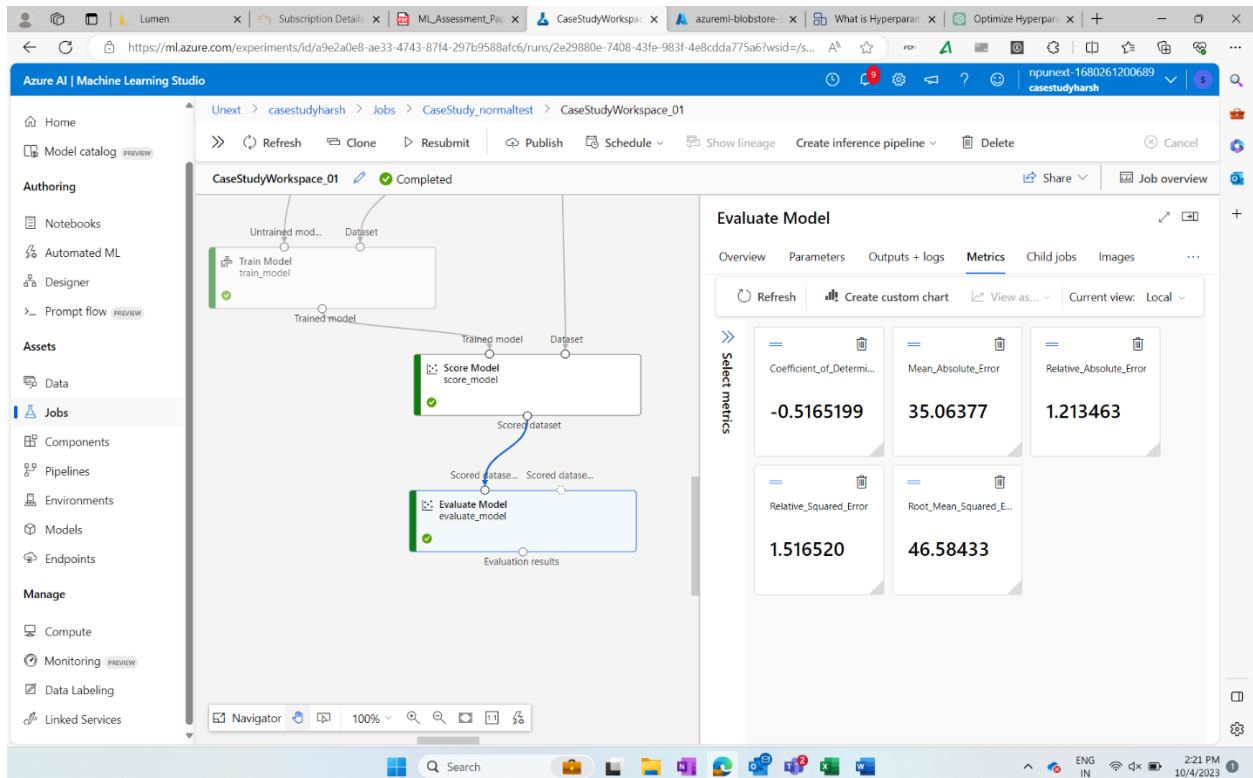 Lumen
Subscription Details
ML_Assessment_Pap
CaseStudyWorkspac
azureml-blobstore-
What is Hyperparam
Optimize Hyperpara
https://ml.azure.com/experiments/id/a9e2a0e8-ae33-4743-87f4-297b9588afc6/runs/2e29880e-7408-43fe-983f-4e8cdda775a6?wsid=/s...
Azure AI | Machine Learning Studio
9
npunext-1680261200689
casestudyharsh
S
Unext > casestudyharsh > Jobs > CaseStudy_normaltest > CaseStudyWorkspace_01
Refresh Clone Resubmit Publish Schedule Show lineage Create inference pipeline Delete Cancel
CaseStudyWorkspace_01 Completed Share Job overview
Home
Model catalog PREVIEW
Authoring
Notebooks
Automated ML
Designer
Prompt flow PREVIEW
Assets
Data
Jobs
Components
Pipelines
Environments
Models
Endpoints
Manage
Compute
Monitoring PREVIEW
Data Labeling
Linked Services
Untrained mod... Dataset
Train Model
train_model
Trained model
Trained model Dataset
Score Model
score_model
Scored dataset
Scored datase... Scored datase...
Evaluate Model
evaluate_model
Evaluation results
Navigator 100% 1:1
Evaluate Model
Overview Parameters Outputs + logs Metrics Child jobs Images ...
Refresh Create custom chart View as... Current view: Local
Select metrics
Coefficient_of_Determi...
-0.5165199
Mean_Absolute_Error
35.06377
Relative_Absolute_Error
1.213463
Relative_Squared_Error
1.516520
Root_Mean_Squared_E...
46.58433
Search
ENG
IN
2:21 PM
10/4/2023
1